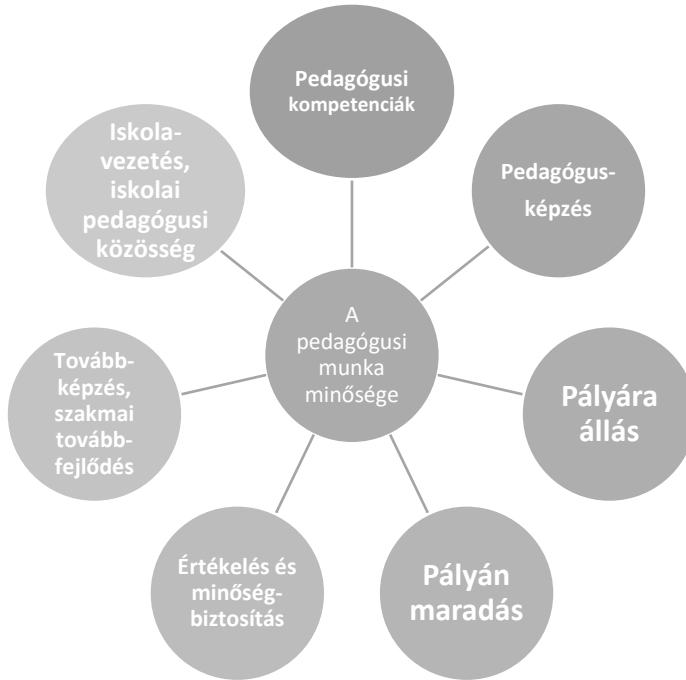 Pedagógusi
kompetenciák
Pedagógus-
képzés
Pályára
állás
Pályán
maradás
Értékelés és
minőség-
biztosítás
Tovább-
képzés,
szakmai
tovább-
fejlődés
Iskola-
vezetés,
iskolai
pedagógusi
közösség
A
pedagógusi
munka
minősége